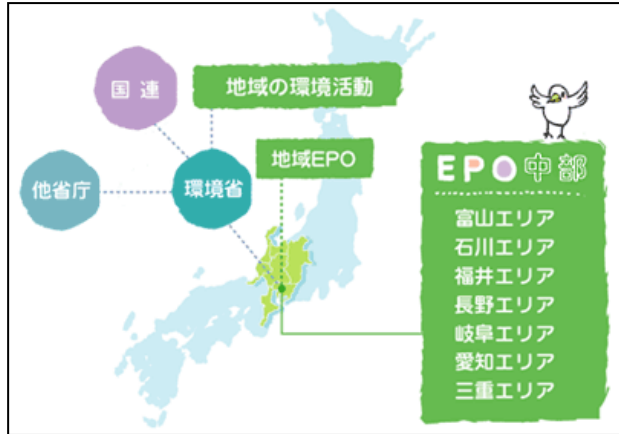 国連
地域の環境活動
地域EPO
他省庁
環境省
EPO中部
富山エリア
石川エリア
福井エリア
長野エリア
岐阜エリア
愛知エリア
三重エリア